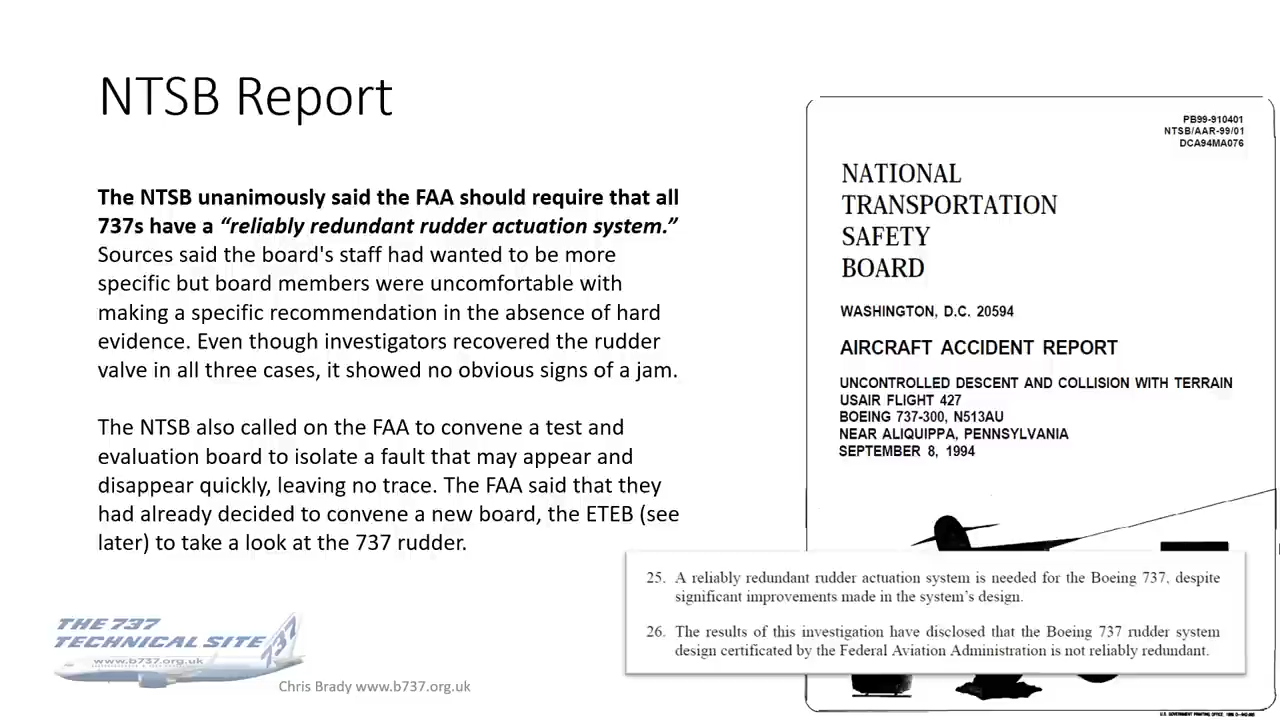 NTSB Report
The NTSB unanimously said the FAA should require that all
737s have a “reliably redundant rudder actuation system.”
Sources said the board's staff had wanted to be more
specific but board members were uncomfortable with
making a specific recommendation in the absence of hard
evidence. Even though investigators recovered the rudder
valve in all three cases, it showed no obvious signs of a jam.
The NTSB also called on the FAA to convene a test and
evaluation board to isolate a fault that may appear and
disappear quickly, leaving no trace. The FAA said that they
had already decided to convene a new board, the ETEB (see
later) to take a look at the 737 rudder.
PB99-910401
NTSB/AAR-99/01
DCA94MA076
NATIONAL
TRANSPORTATION
SAFETY
BOARD
WASHINGTON, D.C. 20594
AIRCRAFT ACCIDENT REPORT
UNCONTROLLED DESCENT AND COLLISION WITH TERRAIN
USAIR FLIGHT 427
BOEING 737-300, N513AU
NEAR ALIQUIPPA, PENNSYLVANIA
SEPTEMBER 8, 1994
25. A reliably redundant rudder actuation system is needed for the Boeing 737, despite
significant improvements made in the system's design.
26. The results of this investigation have disclosed that the Boeing 737 rudder system
design certificated by the Federal Aviation Administration is not reliably redundant.
THE 737
TECHNICAL SITE
737
www.b737.org.uk
Chris Brady www.b737.org.uk